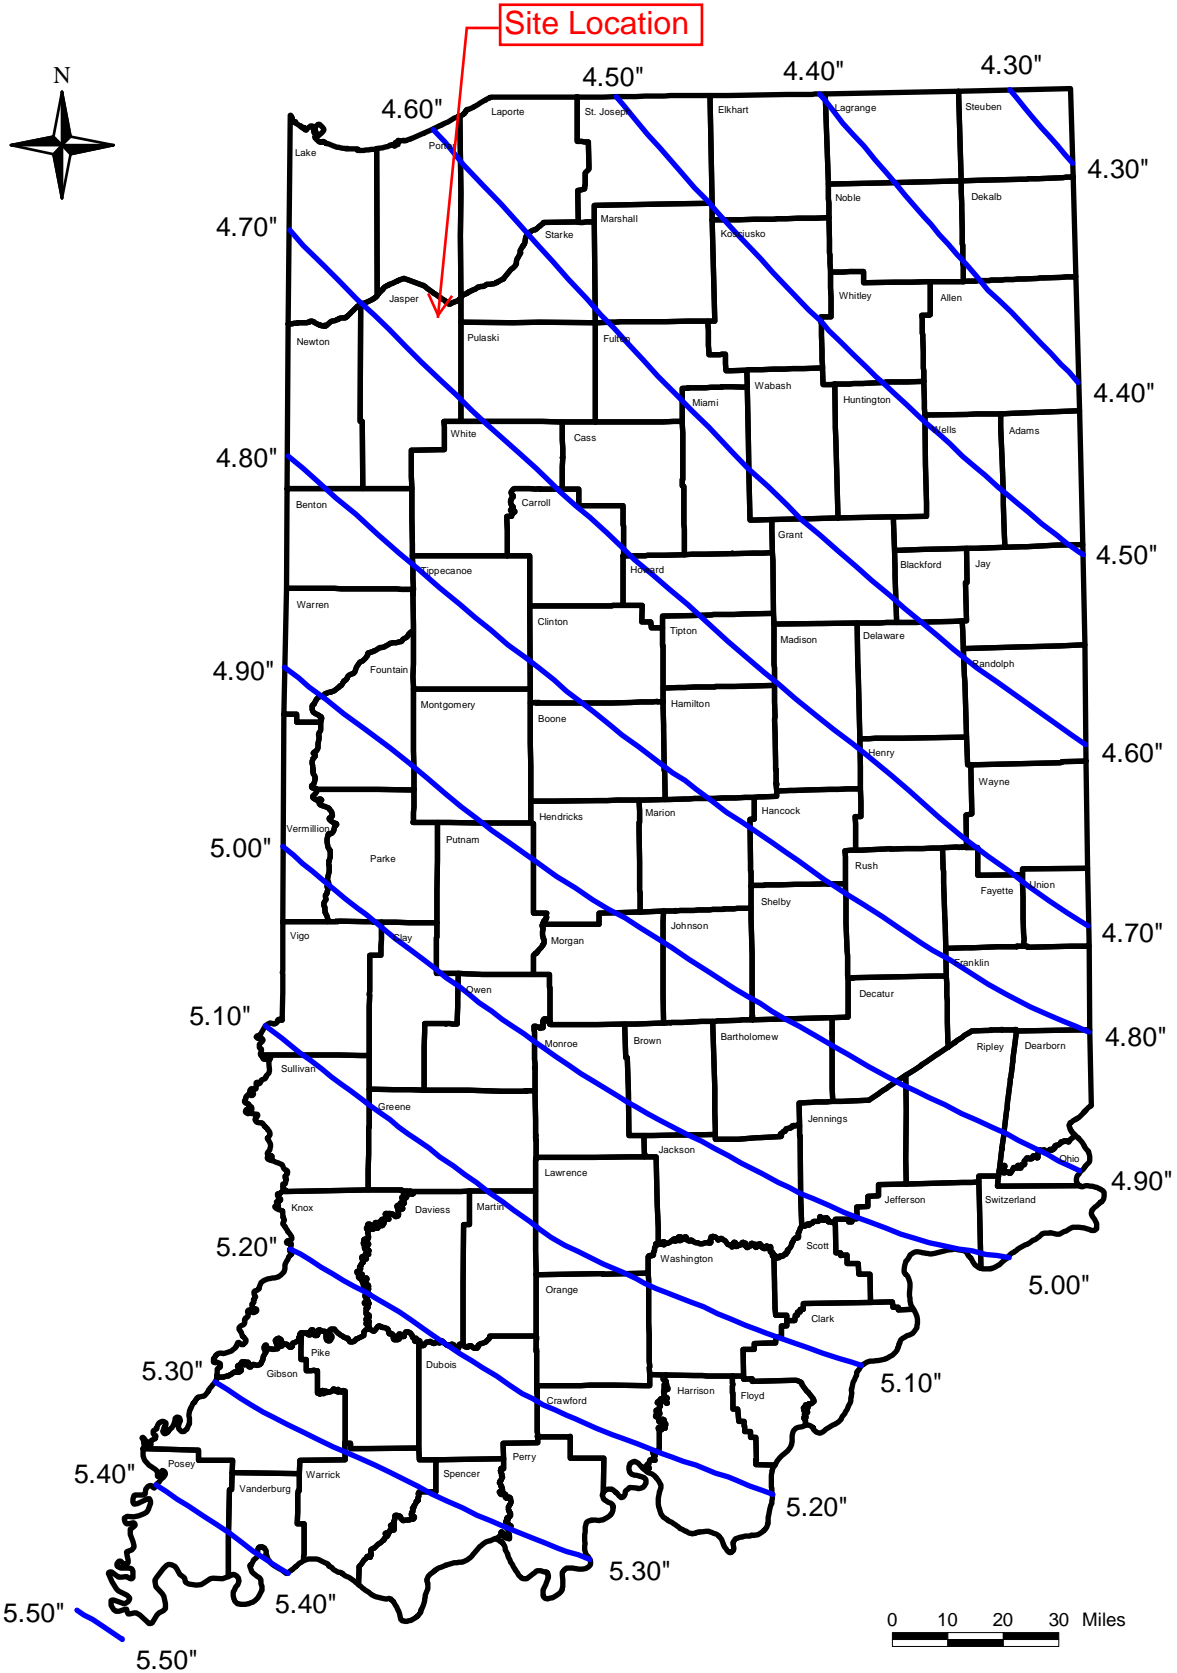 Site Location
N
4.60"
4.50"
4.40"
4.30"
Lake
Porter
Laporte
St. Joseph
Elkhart
Lagrange
Steuben
4.30"
4.70"
Starke
Marshall
Kosciusko
Noble
Dekalb
Jasper
Whitley
Allen
Newton
Pulaski
Fulton
Miami
Wabash
Huntington
Wells
Adams
4.40"
4.80"
White
Cass
Benton
Carroll
Grant
4.50"
Tippecanoe
Howard
Blackford
Jay
Warren
Clinton
Tipton
Madison
Delaware
Randolph
4.90"
Fountain
Montgomery
Boone
Hamilton
Henry
4.60"
Wayne
5.00"
Vermillion
Parke
Putnam
Hendricks
Marion
Hancock
Rush
Fayette
Union
4.70"
Vigo
Clay
Morgan
Johnson
Shelby
Franklin
Owen
Decatur
5.10"
Sullivan
Monroe
Brown
Bartholomew
Ripley
Dearborn
4.80"
Greene
Jennings
Jackson
Ohio
4.90"
Knox
Daviess
Martin
Lawrence
Jefferson
Switzerland
5.20"
Washington
Scott
5.00"
Orange
Clark
5.30"
Gibson
Pike
Dubois
Crawford
Harrison
Floyd
5.10"
5.40"
Posey
Vanderburg
Warrick
Spencer
Perry
5.20"
5.50"
5.40"
5.30"
5.50"
0 10 20 30 Miles